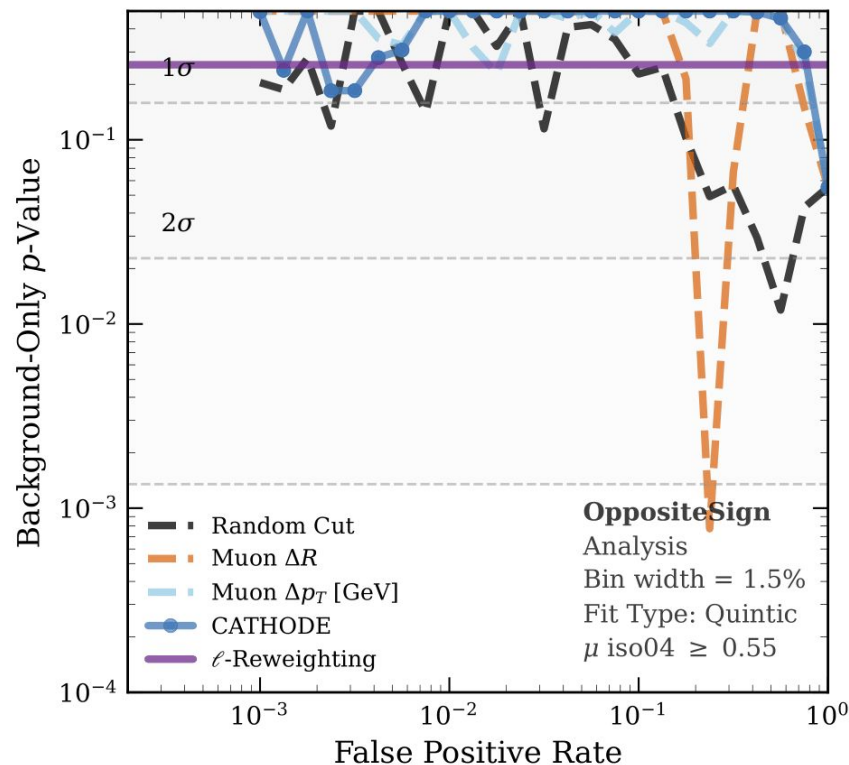 1σ
10⁻¹
2σ
10⁻²
10⁻³
10⁻⁴
Background-Only p-Value
Random Cut
Muon ΔR
Muon Δp_T [GeV]
CATHODE
ℓ-Reweighting
OppositeSign
Analysis
Bin width = 1.5%
Fit Type: Quintic
μ iso04 ≥ 0.55
10⁻³
10⁻²
10⁻¹
10⁰
False Positive Rate